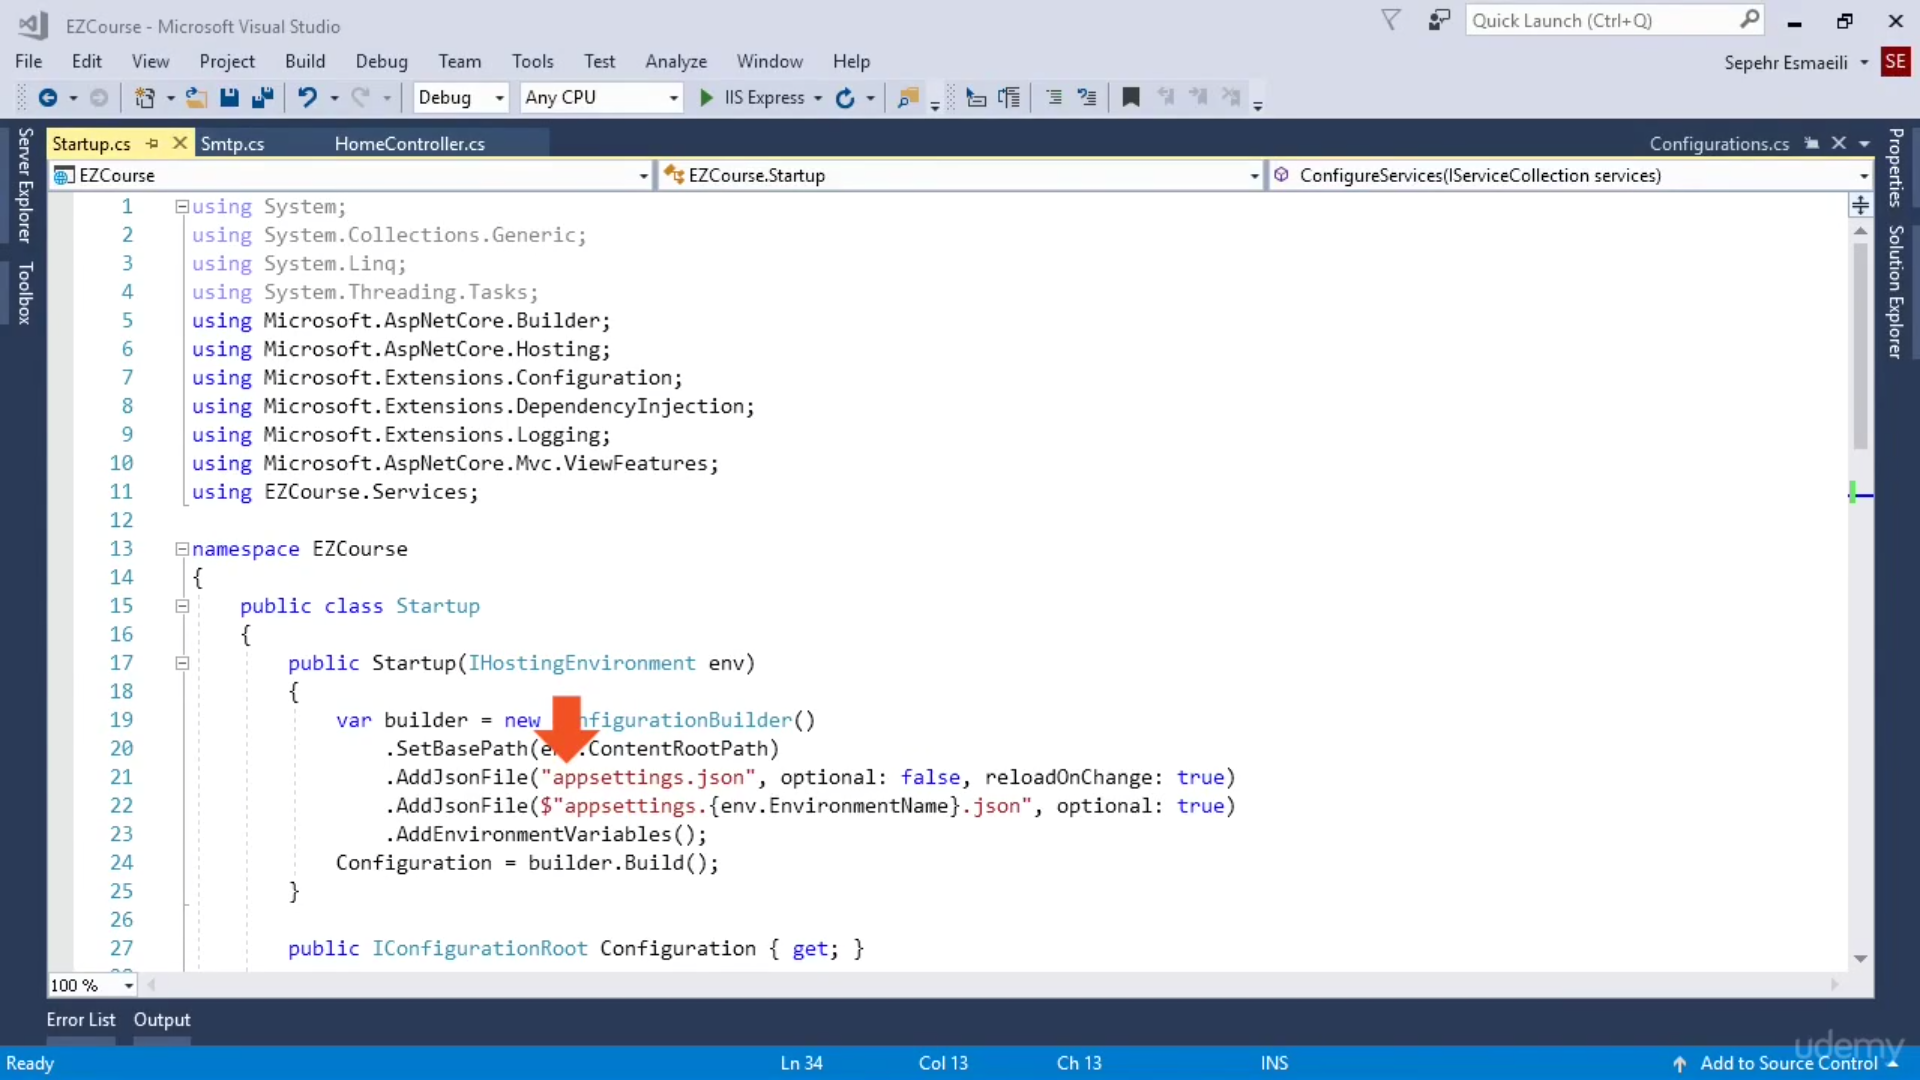 EZCourse - Microsoft Visual Studio
Quick Launch (Ctrl+Q)
File Edit View Project Build Debug Team Tools Test Analyze Window Help
Sepehr Esmaeili SE
Debug Any CPU IIS Express
Server Explorer
Toolbox
Startup.cs Smtp.cs HomeController.cs Configurations.cs
EZCourse EZCourse.Startup ConfigureServices(IServiceCollection services)
Properties
Solution Explorer
1 using System;
2 using System.Collections.Generic;
3 using System.Linq;
4 using System.Threading.Tasks;
5 using Microsoft.AspNetCore.Builder;
6 using Microsoft.AspNetCore.Hosting;
7 using Microsoft.Extensions.Configuration;
8 using Microsoft.Extensions.DependencyInjection;
9 using Microsoft.Extensions.Logging;
10 using Microsoft.AspNetCore.Mvc.ViewFeatures;
11 using EZCourse.Services;
12
13 namespace EZCourse
14 {
15 public class Startup
16 {
17 public Startup(IHostingEnvironment env)
18 {
19 var builder = new nfigurationBuilder()
20 .SetBasePath(e .ContentRootPath)
21 .AddJsonFile("appsettings.json", optional: false, reloadOnChange: true)
22 .AddJsonFile($"appsettings.{env.EnvironmentName}.json", optional: true)
23 .AddEnvironmentVariables();
24 Configuration = builder.Build();
25 }
26
27 public IConfigurationRoot Configuration { get; }
100 %
Error List Output
Ready Ln 34 Col 13 Ch 13 INS Add to Source Control
udemy